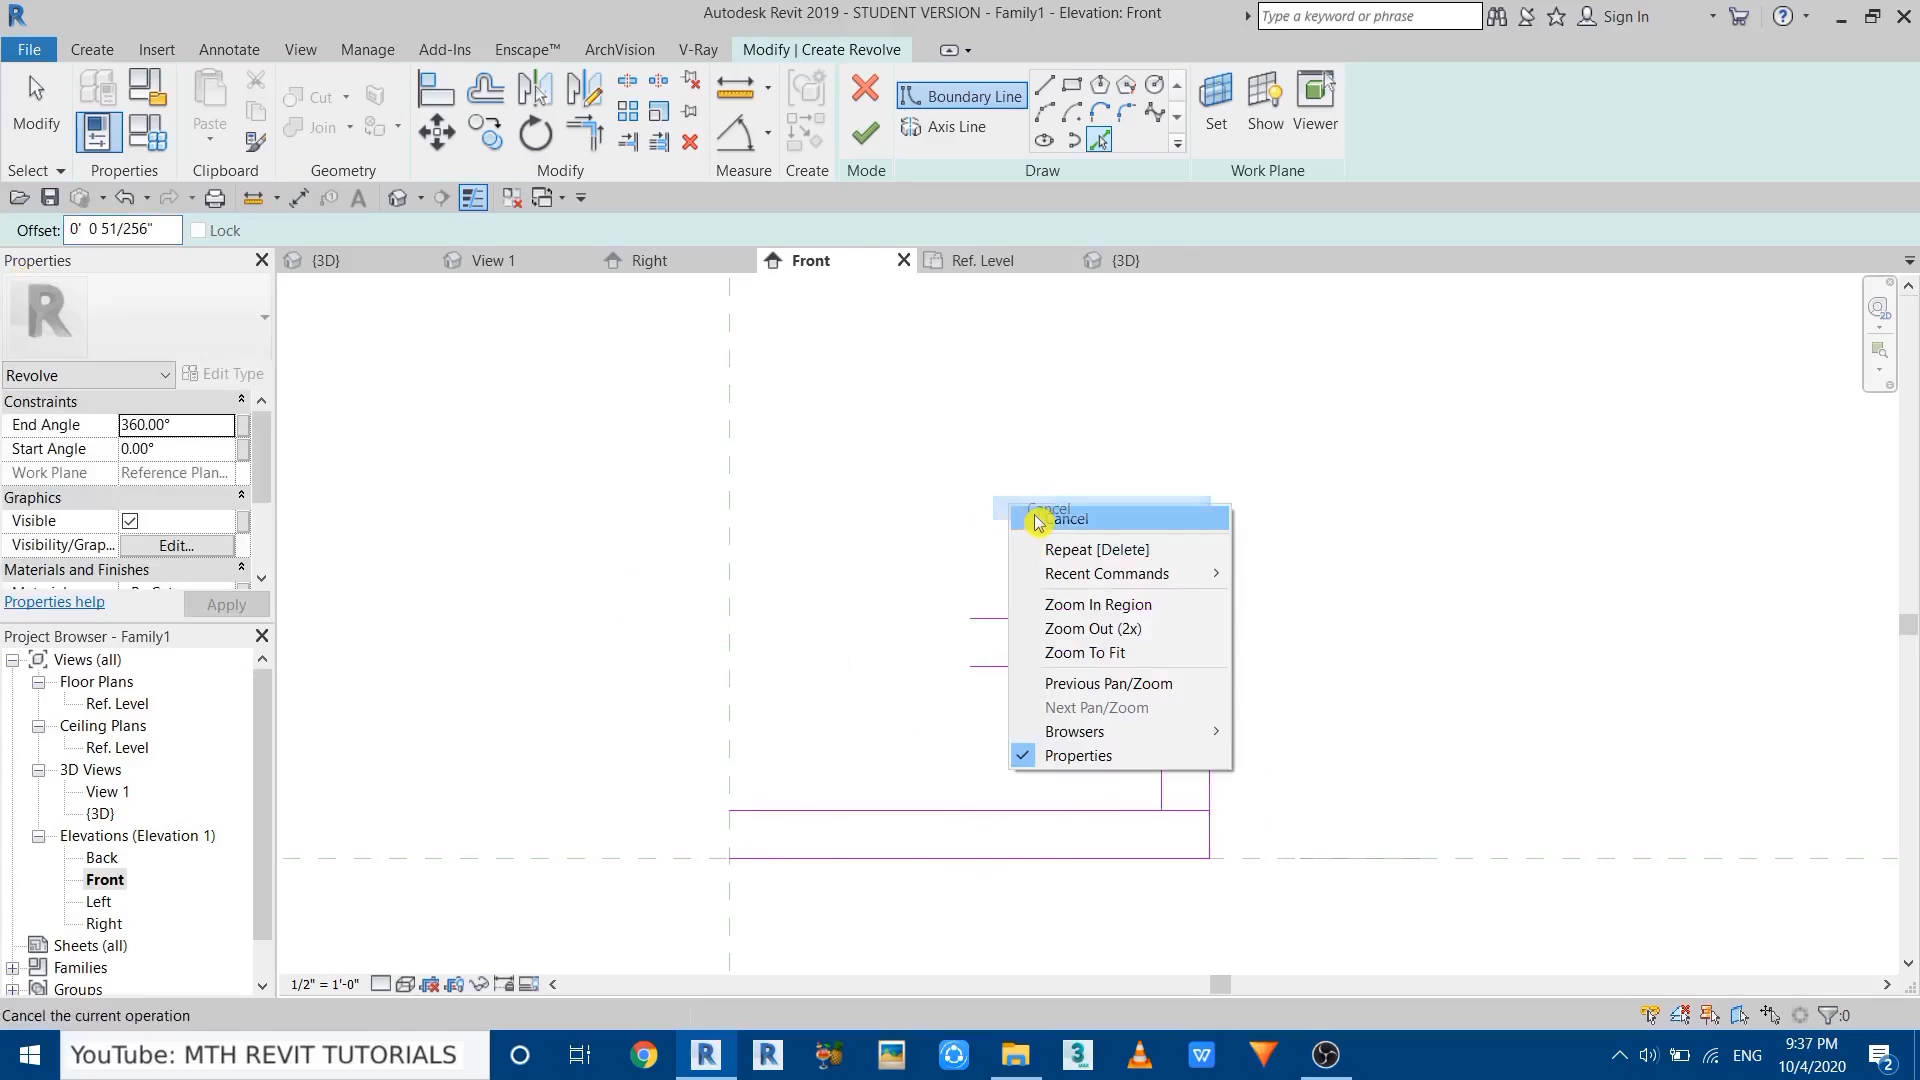 Autodesk Revit 2019 - STUDENT VERSION - Family1 - Elevation: Front
Type a keyword or phrase
Sign In
File Create Insert Annotate View Manage Add-Ins Enscape™ ArchVision V-Ray Modify | Create Revolve
Modify
Paste
Cut
Join
Boundary Line
Axis Line
Set Show Viewer
Select Properties Clipboard Geometry Modify Measure Create Mode Draw Work Plane
Offset: 0' 0 51/256" Lock
Properties
{3D} View 1 Right Front Ref. Level {3D}
Revolve Edit Type
Constraints
End Angle 360.00°
Start Angle 0.00°
Work Plane Reference Plan...
Graphics
Visible
Visibility/Grap... Edit...
Materials and Finishes
Properties help Apply
Project Browser - Family1
Views (all)
Floor Plans
Ref. Level
Ceiling Plans
Ref. Level
3D Views
View 1
{3D}
Elevations (Elevation 1)
Back
Front
Left
Right
Sheets (all)
Families
Groups
Cancel
Cancel
Repeat [Delete]
Recent Commands
Zoom In Region
Zoom Out (2x)
Zoom To Fit
Previous Pan/Zoom
Next Pan/Zoom
Browsers
Properties
1/2" = 1'-0"
Cancel the current operation
:0
YouTube: MTH REVIT TUTORIALS
ENG
9:37 PM
10/4/2020
2